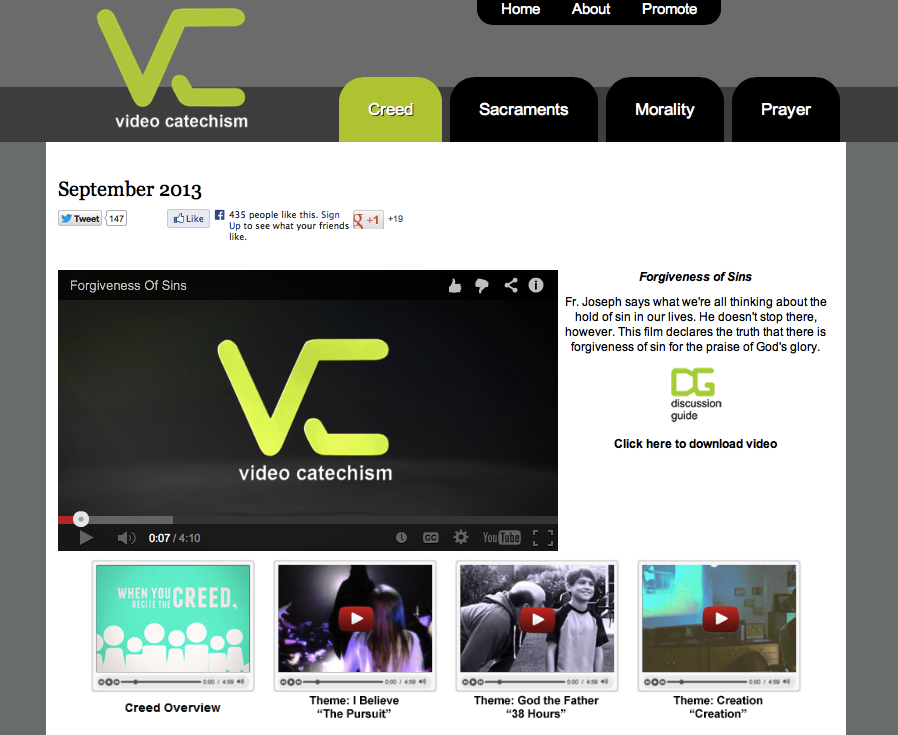 Home About Promote
VC
video catechism
Creed Sacraments Morality Prayer
September 2013
Tweet 147 Like 435 people like this. Sign
Up to see what your friends
like.
g +1 +19
Forgiveness Of Sins
VC
video catechism
0:07 / 4:10 CC YouTube
Forgiveness of Sins
Fr. Joseph says what we're all thinking about the
hold of sin in our lives. He doesn't stop there,
however. This film declares the truth that there is
forgiveness of sin for the praise of God's glory.
DG
discussion
guide
Click here to download video
WHEN YOU
RECITE THE CREED,
0:00 / 4:59
Creed Overview
0:00 / 4:59
Theme: I Believe
“The Pursuit”
0:00 / 4:59
Theme: God the Father
“38 Hours”
0:00 / 4:59
Theme: Creation
“Creation”